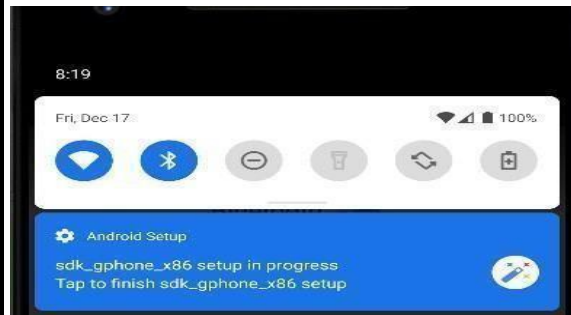 8:19
Fri, Dec 17 100%
Android Setup
sdk_gphone_x86 setup in progress
Tap to finish sdk_gphone_x86 setup